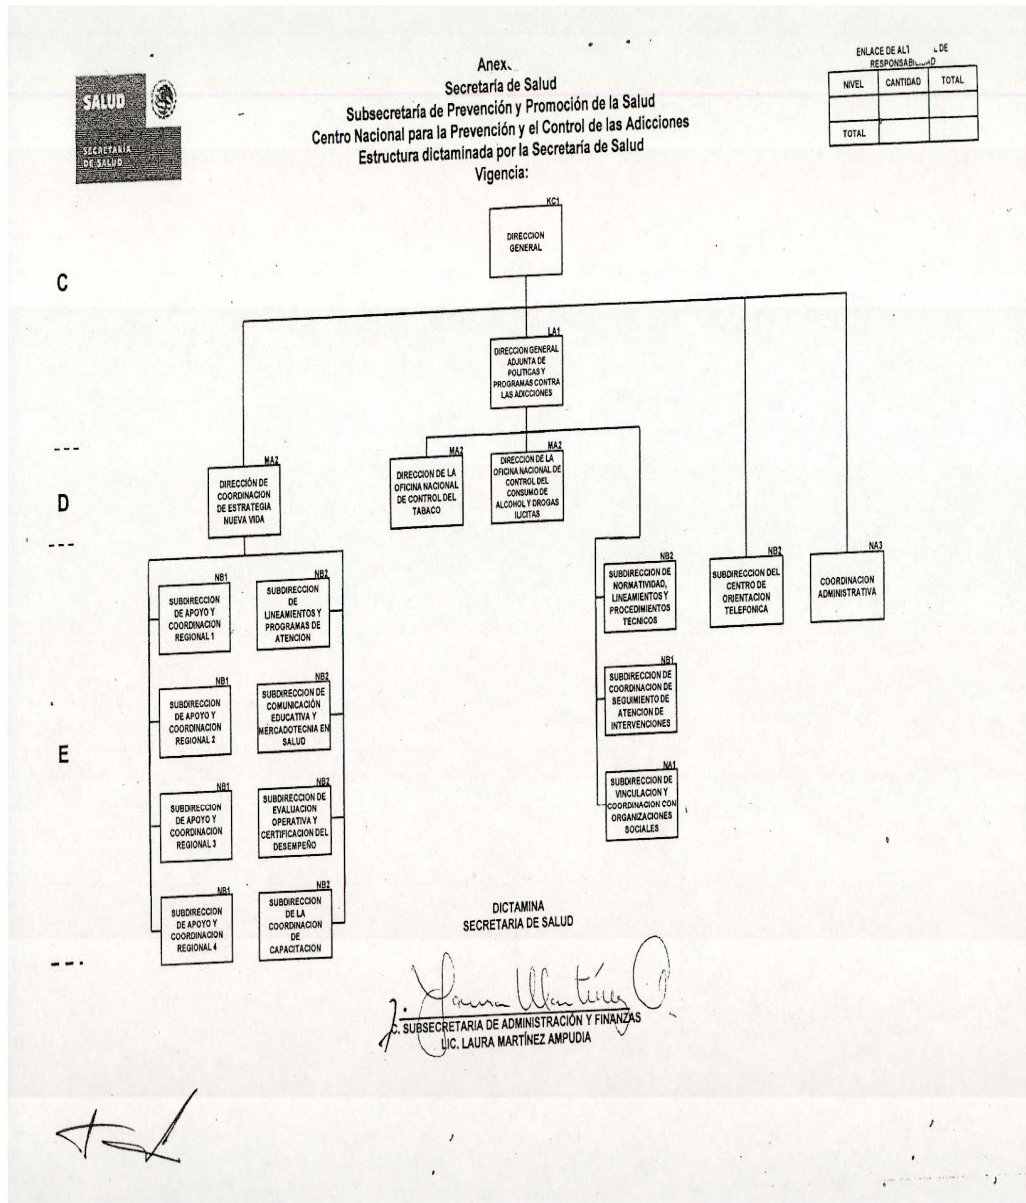 SALUD
SECRETARÍA
DE SALUD
Anex
Secretaría de Salud
Subsecretaría de Prevención y Promoción de la Salud
Centro Nacional para la Prevención y el Control de las Adicciones
Estructura dictaminada por la Secretaría de Salud
Vigencia:
ENLACE DE AL DE
NIVEL CANTIDAD TOTAL
TOTAL
C
KC1
DIRECCION
GENERAL
LA1
DIRECCION GENERAL
ADJUNTA DE
POLITICAS Y
PROGRAMAS CONTRA
LAS ADICCIONES
D
MA2
DIRECCIÓN DE
COORDINACION
DE ESTRATEGIA
NUEVA VIDA
MA2
DIRECCION DE LA
OFICINA NACIONAL
DE CONTROL DEL
TABACO
MA2
DIRECCION DE LA
OFICINA NACIONAL DE
CONTROL DEL
CONSUMO DE
ALCOHOL Y DROGAS
ILICITAS
E
NB1
SUBDIRECCION
DE APOYO Y
COORDINACION
REGIONAL 1
NB2
SUBDIRECCION
DE
LINEAMIENTOS Y
PROGRAMAS DE
ATENCION
NB2
SUBDIRECCION DE
NORMATIVIDAD,
LINEAMIENTOS Y
PROCEDIMIENTOS
TECNICOS
NB2
SUBDIRECCION DEL
CENTRO DE
ORIENTACION
TELEFONICA
NA3
COORDINACION
ADMINISTRATIVA
NB1
SUBDIRECCION
DE APOYO Y
COORDINACION
REGIONAL 2
NB2
SUBDIRECCION DE
COMUNICACIÓN
EDUCATIVA Y
MERCADOTECNIA EN
SALUD
NB1
SUBDIRECCION DE
COORDINACION DE
SEGUIMIENTO DE
ATENCION DE
INTERVENCIONES
NB1
SUBDIRECCION
DE APOYO Y
COORDINACION
REGIONAL 3
NB2
SUBDIRECCION DE
EVALUACION
OPERATIVA Y
CERTIFICACION DEL
DESEMPEÑO
NA1
SUBDIRECCION DE
VINCULACION Y
COORDINACION CON
ORGANIZACIONES
SOCIALES
NB1
SUBDIRECCION
DE APOYO Y
COORDINACION
REGIONAL 4
NB2
SUBDIRECCION
DE LA
COORDINACION
DE
CAPACITACION
DICTAMINA
SECRETARIA DE SALUD
C. SUBSECRETARIA DE ADMINISTRACIÓN Y FINANZAS
LIC. LAURA MARTÍNEZ AMPUDIA